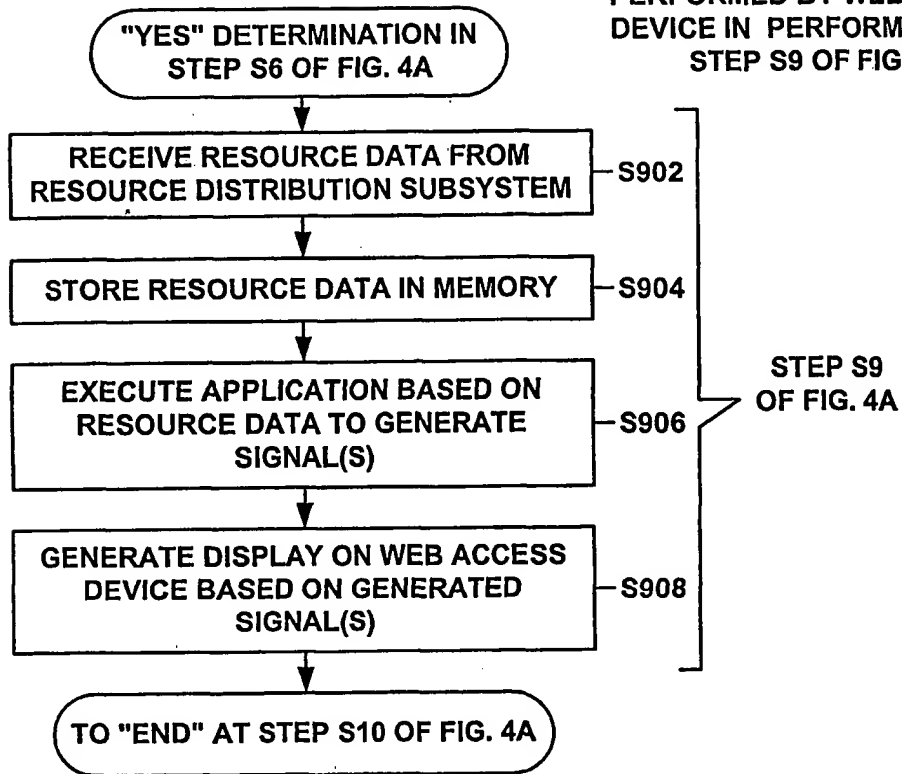 DEVICE IN PERFORM
STEP S9 OF FIG
"YES" DETERMINATION IN
STEP S6 OF FIG. 4A
RECEIVE RESOURCE DATA FROM
RESOURCE DISTRIBUTION SUBSYSTEM
S902
STORE RESOURCE DATA IN MEMORY
S904
EXECUTE APPLICATION BASED ON
RESOURCE DATA TO GENERATE
SIGNAL(S)
S906
STEP S9
OF FIG. 4A
GENERATE DISPLAY ON WEB ACCESS
DEVICE BASED ON GENERATED
SIGNAL(S)
S908
TO "END" AT STEP S10 OF FIG. 4A